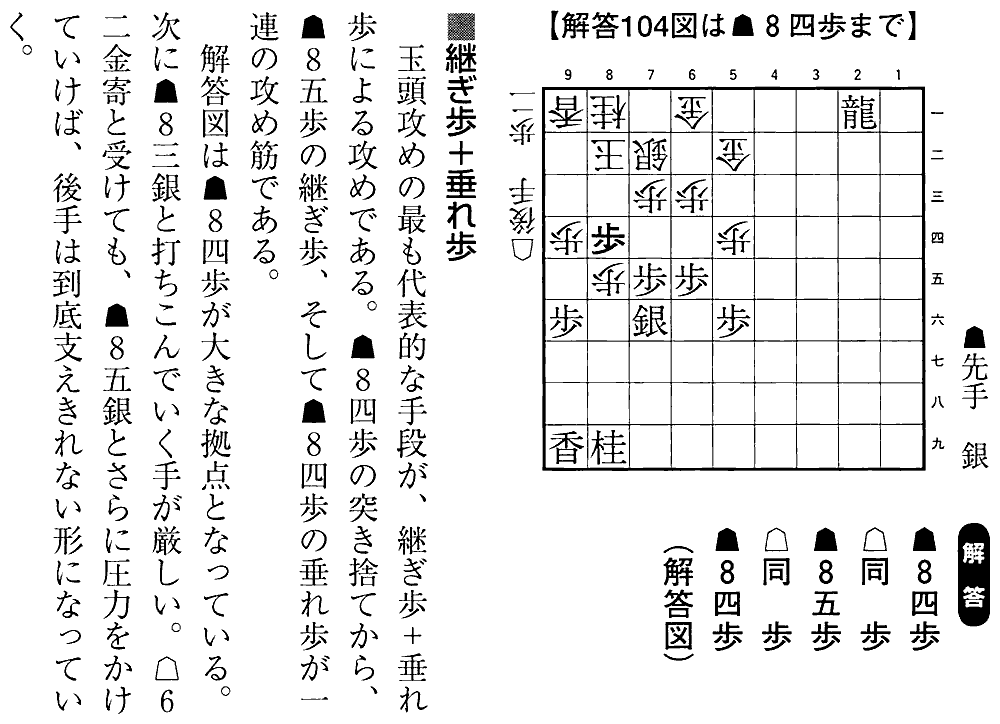 【解答104図は☗8四歩まで】
9 8 7 6 5 4 3 2 1
香 桂 金 龍 一
玉 銀 金 二
歩 歩 三
歩 歩 歩 四
歩 歩 歩 五
歩 銀 歩 六
七
八
香 桂 九
☗先手 銀
☖後手 歩二
解答
☗8四歩
☖同 歩
☗8五歩
☖同 歩
☗8四歩
(解答図)
■継ぎ歩+垂れ歩
玉頭攻めの最も代表的な手段が、継ぎ歩+垂れ
歩による攻めである。☗8四歩の突き捨てから、
☗8五歩の継ぎ歩、そして☗8四歩の垂れ歩が一
連の攻め筋である。
解答図は☗8四歩が大きな拠点となっている。
次に☗8三銀と打ちこんでいく手が厳しい。☖6
二金寄と受けても、☗8五銀とさらに圧力をかけ
ていけば、後手は到底支えきれない形になってい
く。